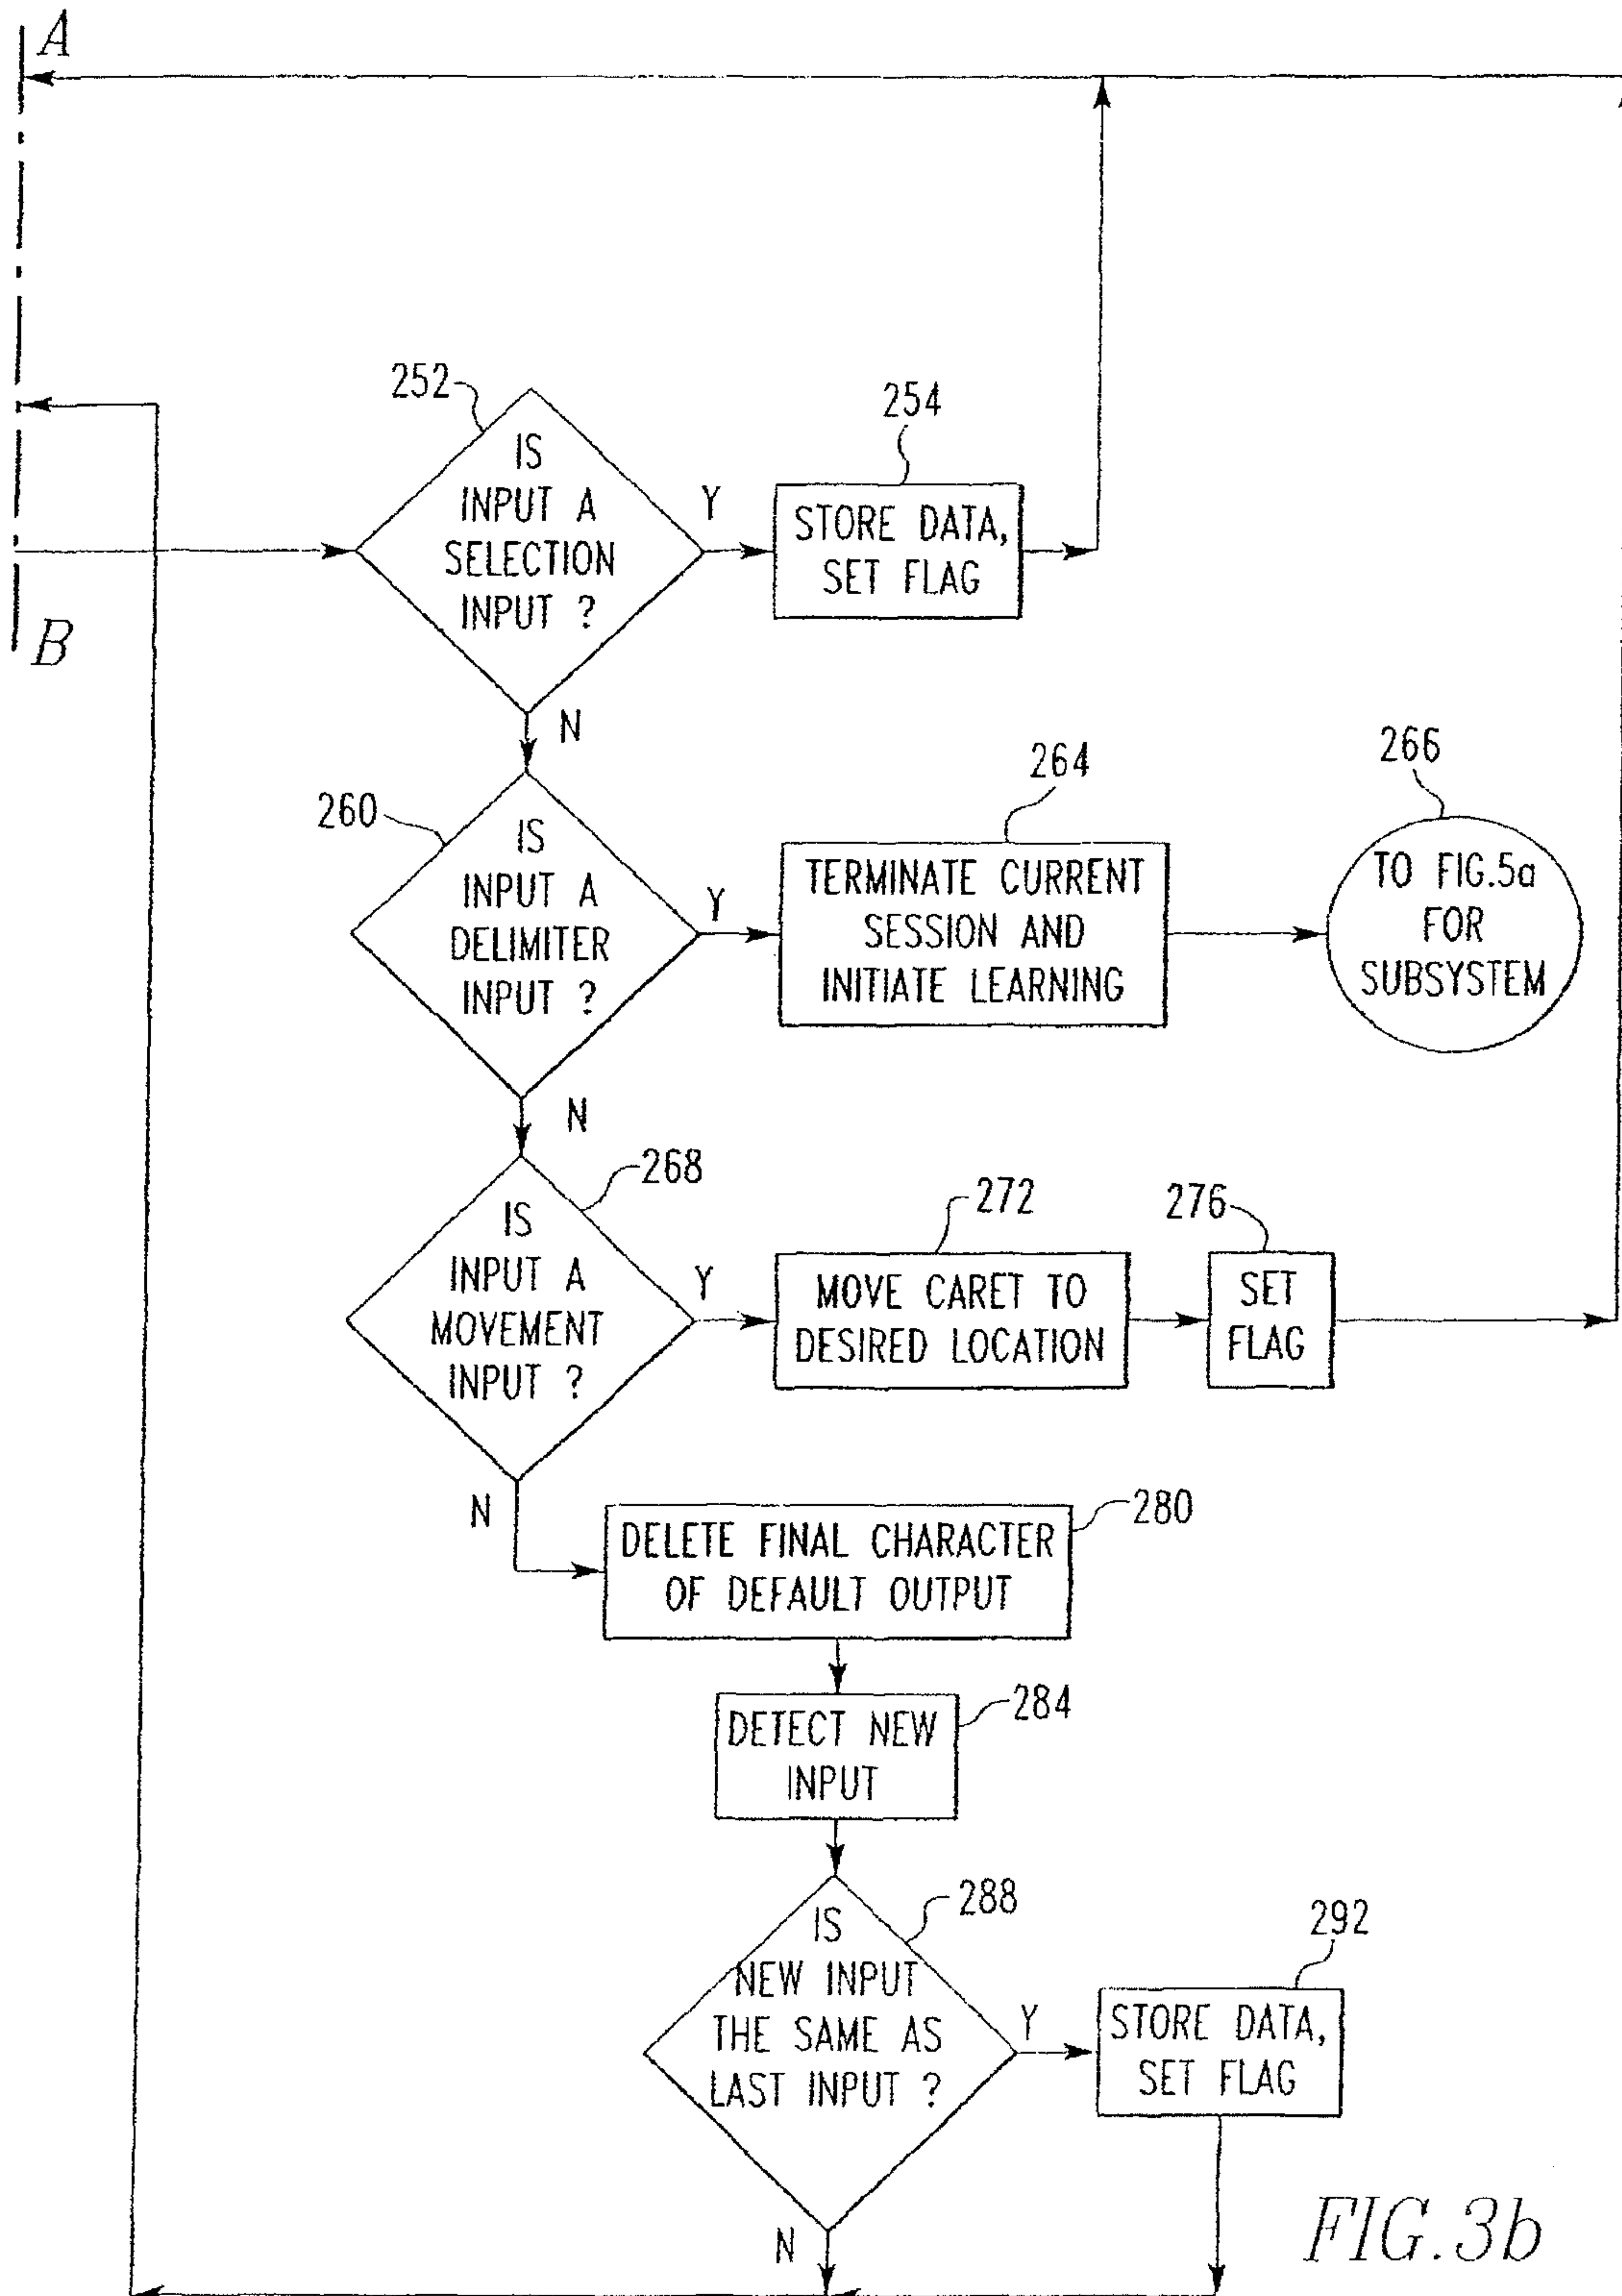 A
252
IS
INPUT A
SELECTION
INPUT ?
Y
254
STORE DATA,
SET FLAG
B
N
260
IS
INPUT A
DELIMITER
INPUT ?
Y
264
TERMINATE CURRENT
SESSION AND
INITIATE LEARNING
266
TO FIG.5a
FOR
SUBSYSTEM
N
268
IS
INPUT A
MOVEMENT
INPUT ?
Y
272
MOVE CARET TO
DESIRED LOCATION
276
SET
FLAG
N
280
DELETE FINAL CHARACTER
OF DEFAULT OUTPUT
284
DETECT NEW
INPUT
288
IS
NEW INPUT
THE SAME AS
LAST INPUT ?
Y
292
STORE DATA,
SET FLAG
N
FIG.3b